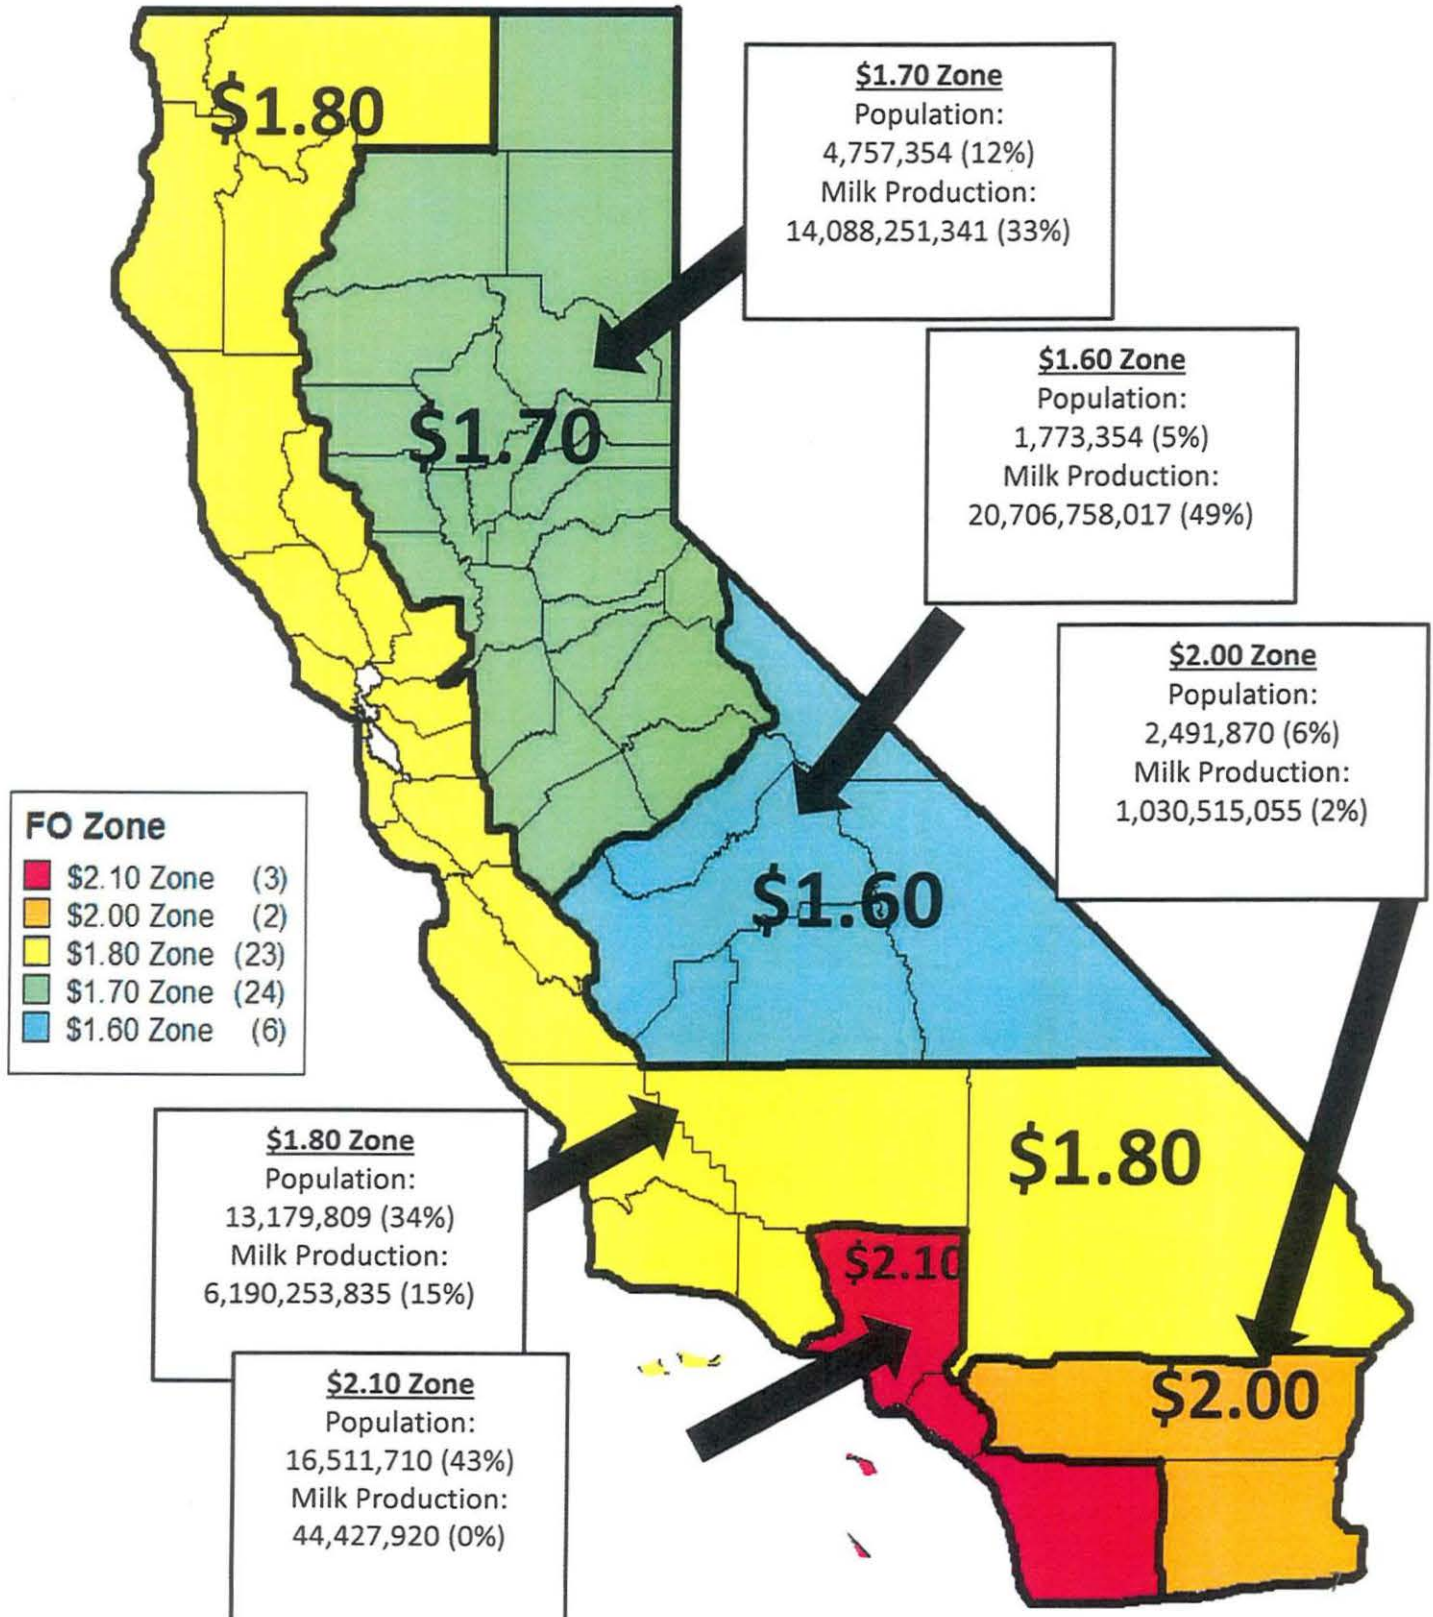 $1.80
$1.70 Zone
Population:
4,757,354 (12%)
Milk Production:
14,088,251,341 (33%)
$1.70
$1.60 Zone
Population:
1,773,354 (5%)
Milk Production:
20,706,758,017 (49%)
$2.00 Zone
Population:
2,491,870 (6%)
Milk Production:
1,030,515,055 (2%)
$1.60
FO Zone
$2.10 Zone (3)
$2.00 Zone (2)
$1.80 Zone (23)
$1.70 Zone (24)
$1.60 Zone (6)
$1.80 Zone
Population:
13,179,809 (34%)
Milk Production:
6,190,253,835 (15%)
$1.80
$2.10
$2.00
$2.10 Zone
Population:
16,511,710 (43%)
Milk Production:
44,427,920 (0%)